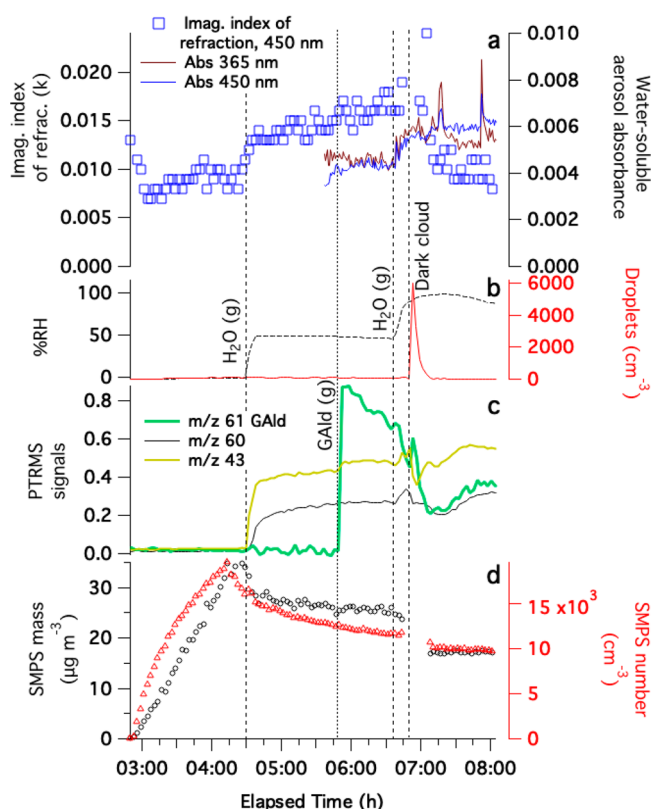 Imag. index of
refraction, 450 nm
Abs 365 nm
Abs 450 nm
a
Imag. index
of refrac. (k)
0.020
0.015
0.010
0.005
0.000
0.010
0.008
0.006
0.004
0.002
0.000
Water-soluble
aerosol absorbance
b
%RH
100
50
0
H₂O (g)
H₂O (g)
Dark cloud
6000
4000
2000
0
Droplets (cm⁻³)
c
m/z 61 GAld
m/z 60
m/z 43
GAld (g)
PTRMS
signals
0.8
0.6
0.4
0.2
0.0
d
SMPS mass
(µg m⁻³)
30
20
10
0
15 x10³
10
5
0
SMPS number
(cm⁻³)
03:00
04:00
05:00
06:00
07:00
08:00
Elapsed Time (h)